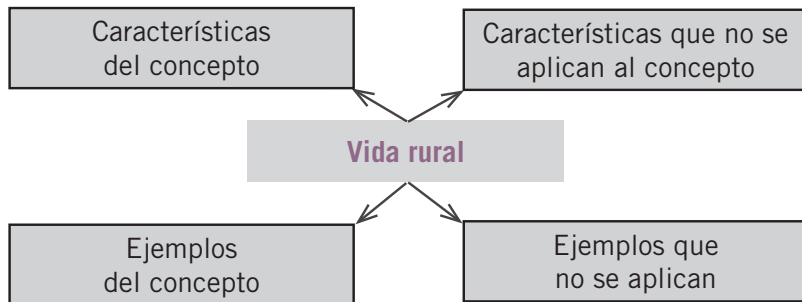 Características
del concepto
Características que no se
aplican al concepto
Vida rural
Ejemplos
del concepto
Ejemplos que
no se aplican